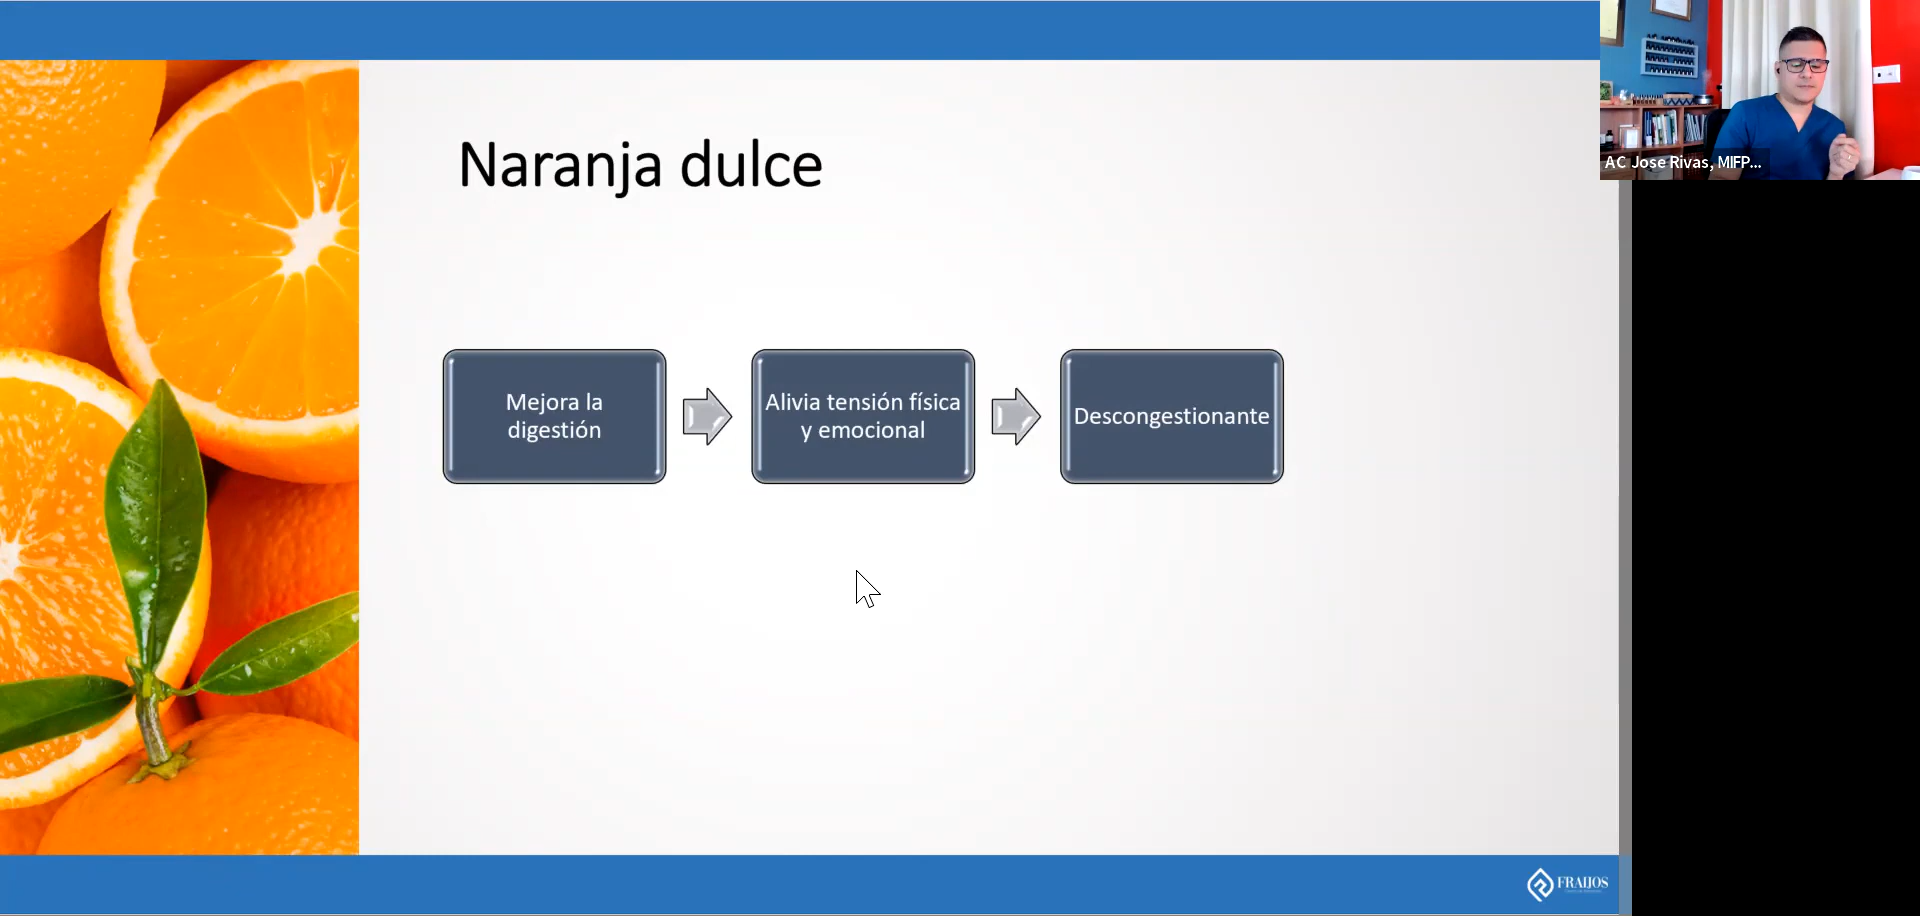 Naranja dulce
Mejora la
digestión
Alivia tensión física
y emocional
Descongestionante
AC Jose Rivas, MIFP...
FRAIJOS